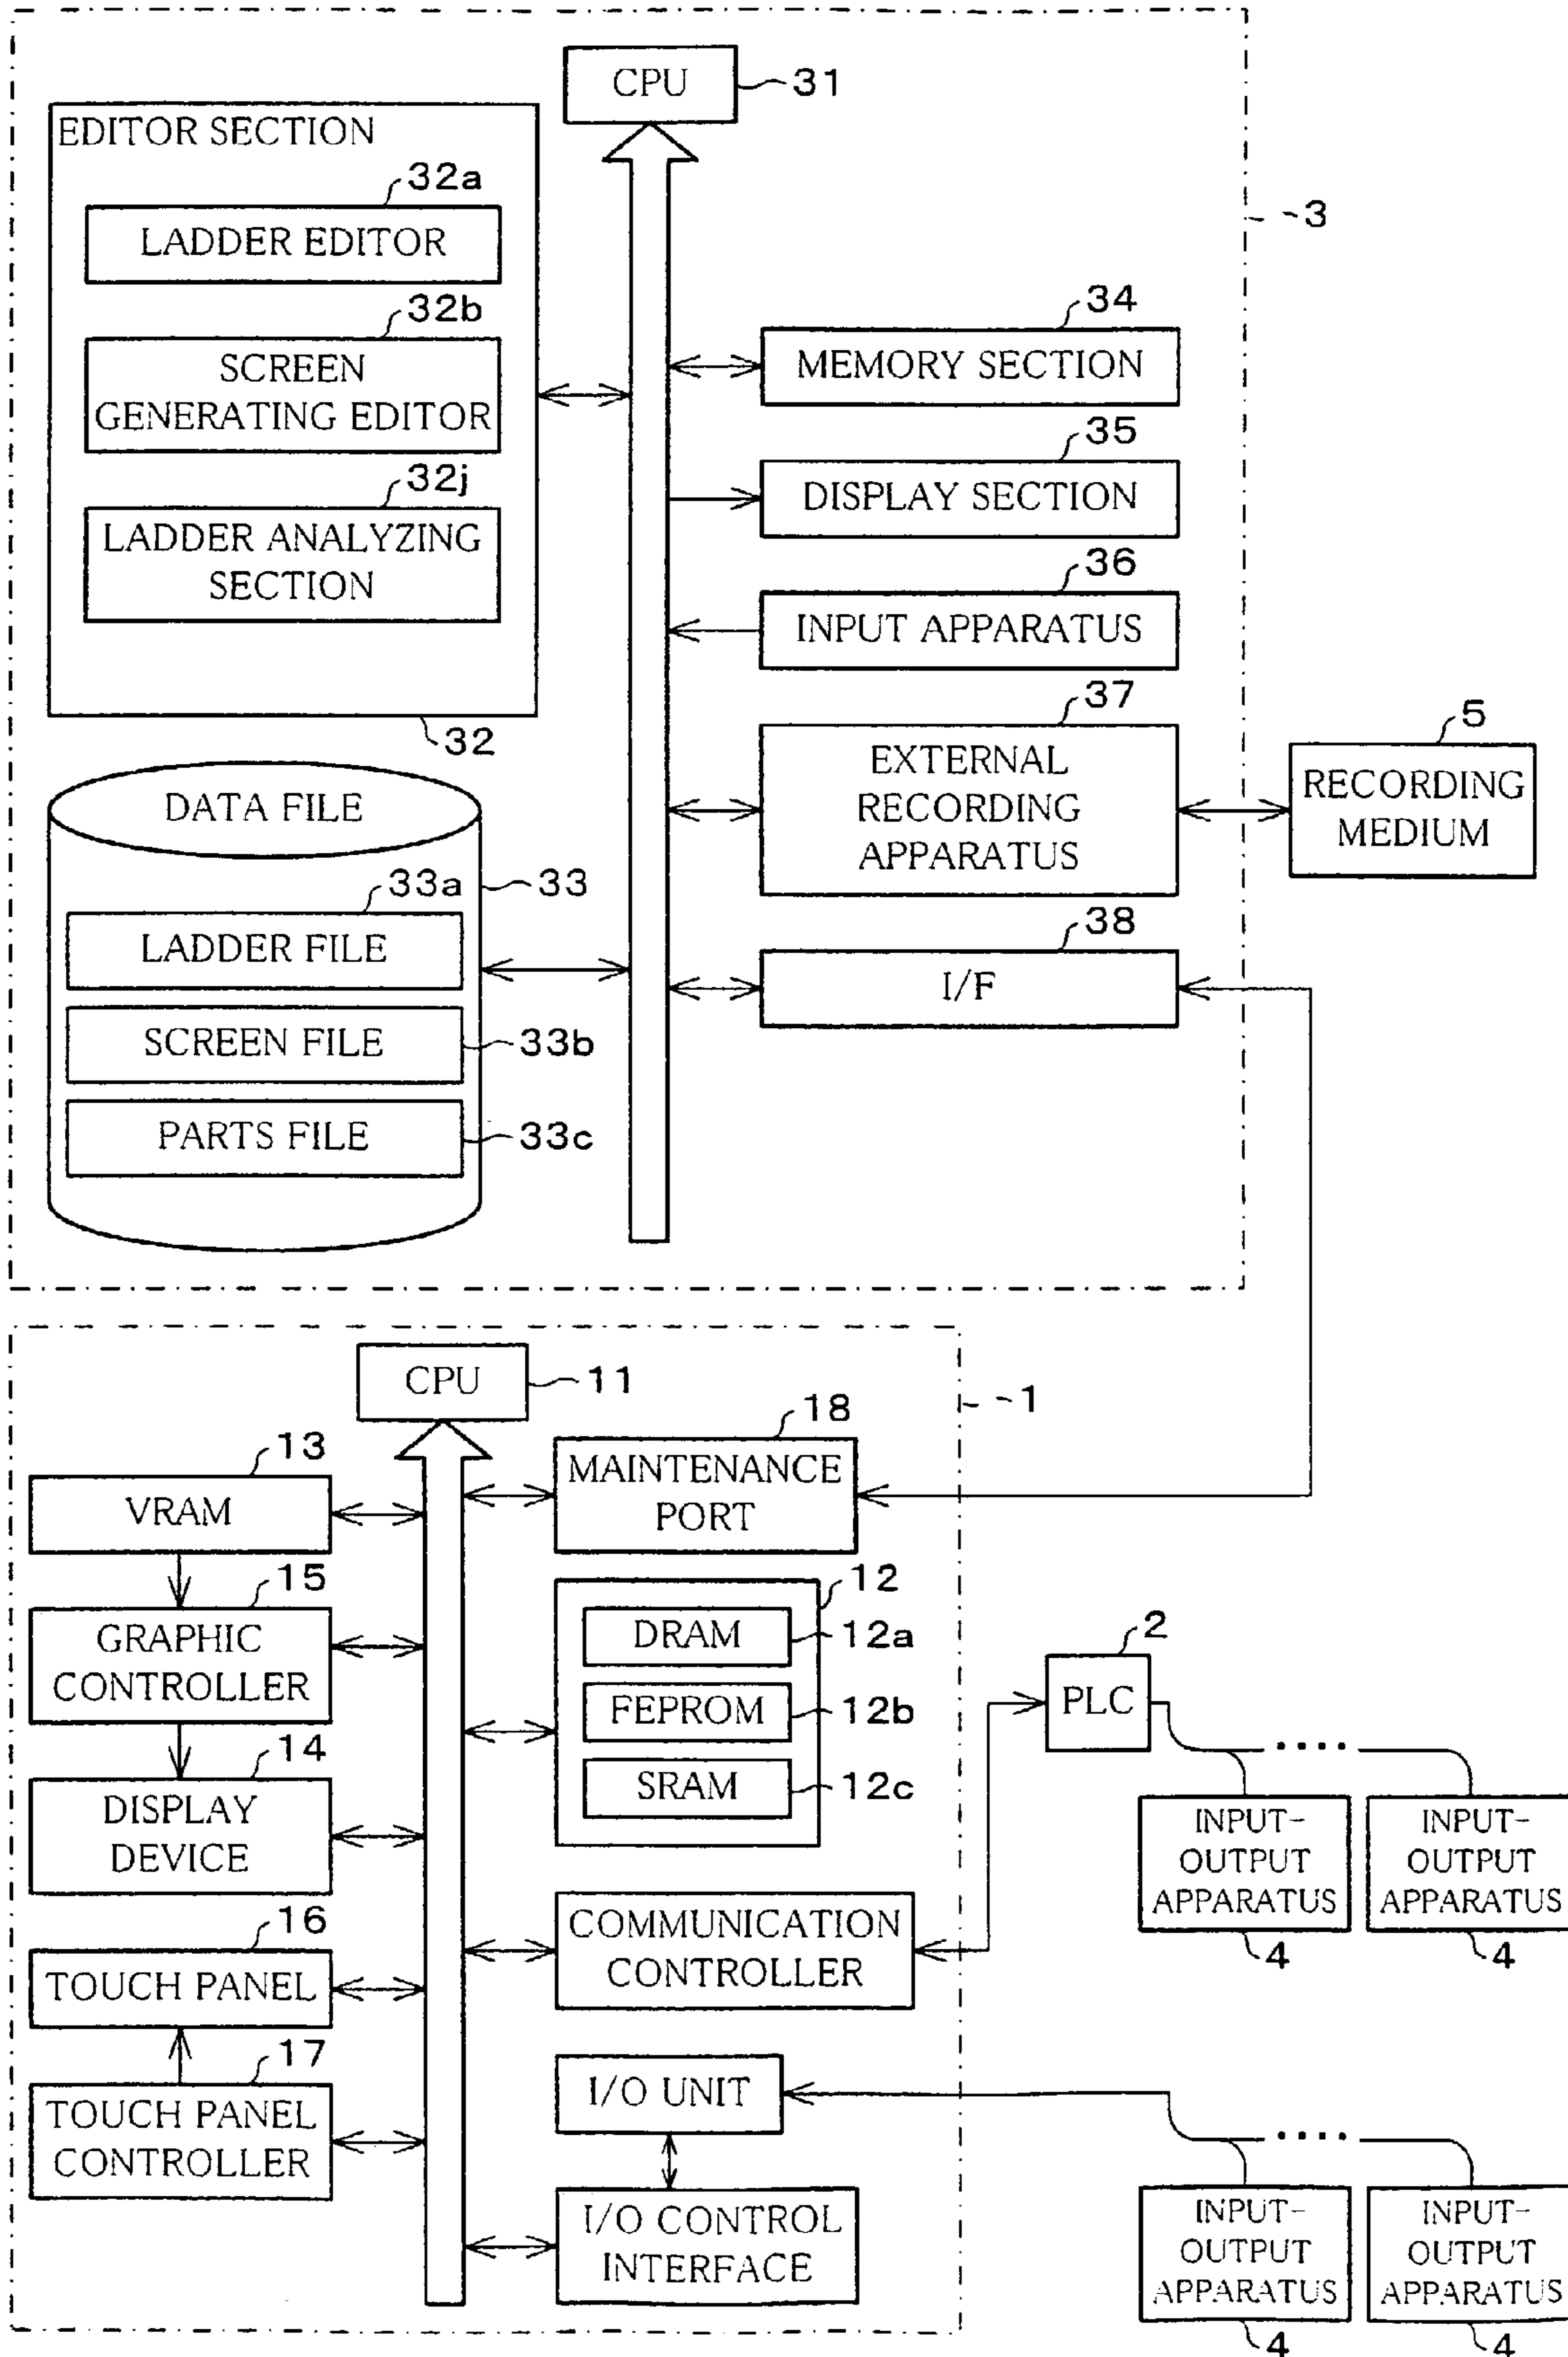 CPU
31
EDITOR SECTION
32a
LADDER EDITOR
32b
SCREEN
GENERATING EDITOR
32j
LADDER ANALYZING
SECTION
32
3
34
MEMORY SECTION
35
DISPLAY SECTION
36
INPUT APPARATUS
37
EXTERNAL
RECORDING
APPARATUS
5
RECORDING
MEDIUM
38
I/F
DATA FILE
33
33a
LADDER FILE
SCREEN FILE
33b
PARTS FILE
33c
CPU
11
1
13
VRAM
15
GRAPHIC
CONTROLLER
14
DISPLAY
DEVICE
16
TOUCH PANEL
17
TOUCH PANEL
CONTROLLER
18
MAINTENANCE
PORT
12
DRAM
12a
FEPROM
12b
SRAM
12c
COMMUNICATION
CONTROLLER
I/O UNIT
I/O CONTROL
INTERFACE
2
PLC
....
INPUT-
OUTPUT
APPARATUS
4
INPUT-
OUTPUT
APPARATUS
4
....
INPUT-
OUTPUT
APPARATUS
4
INPUT-
OUTPUT
APPARATUS
4